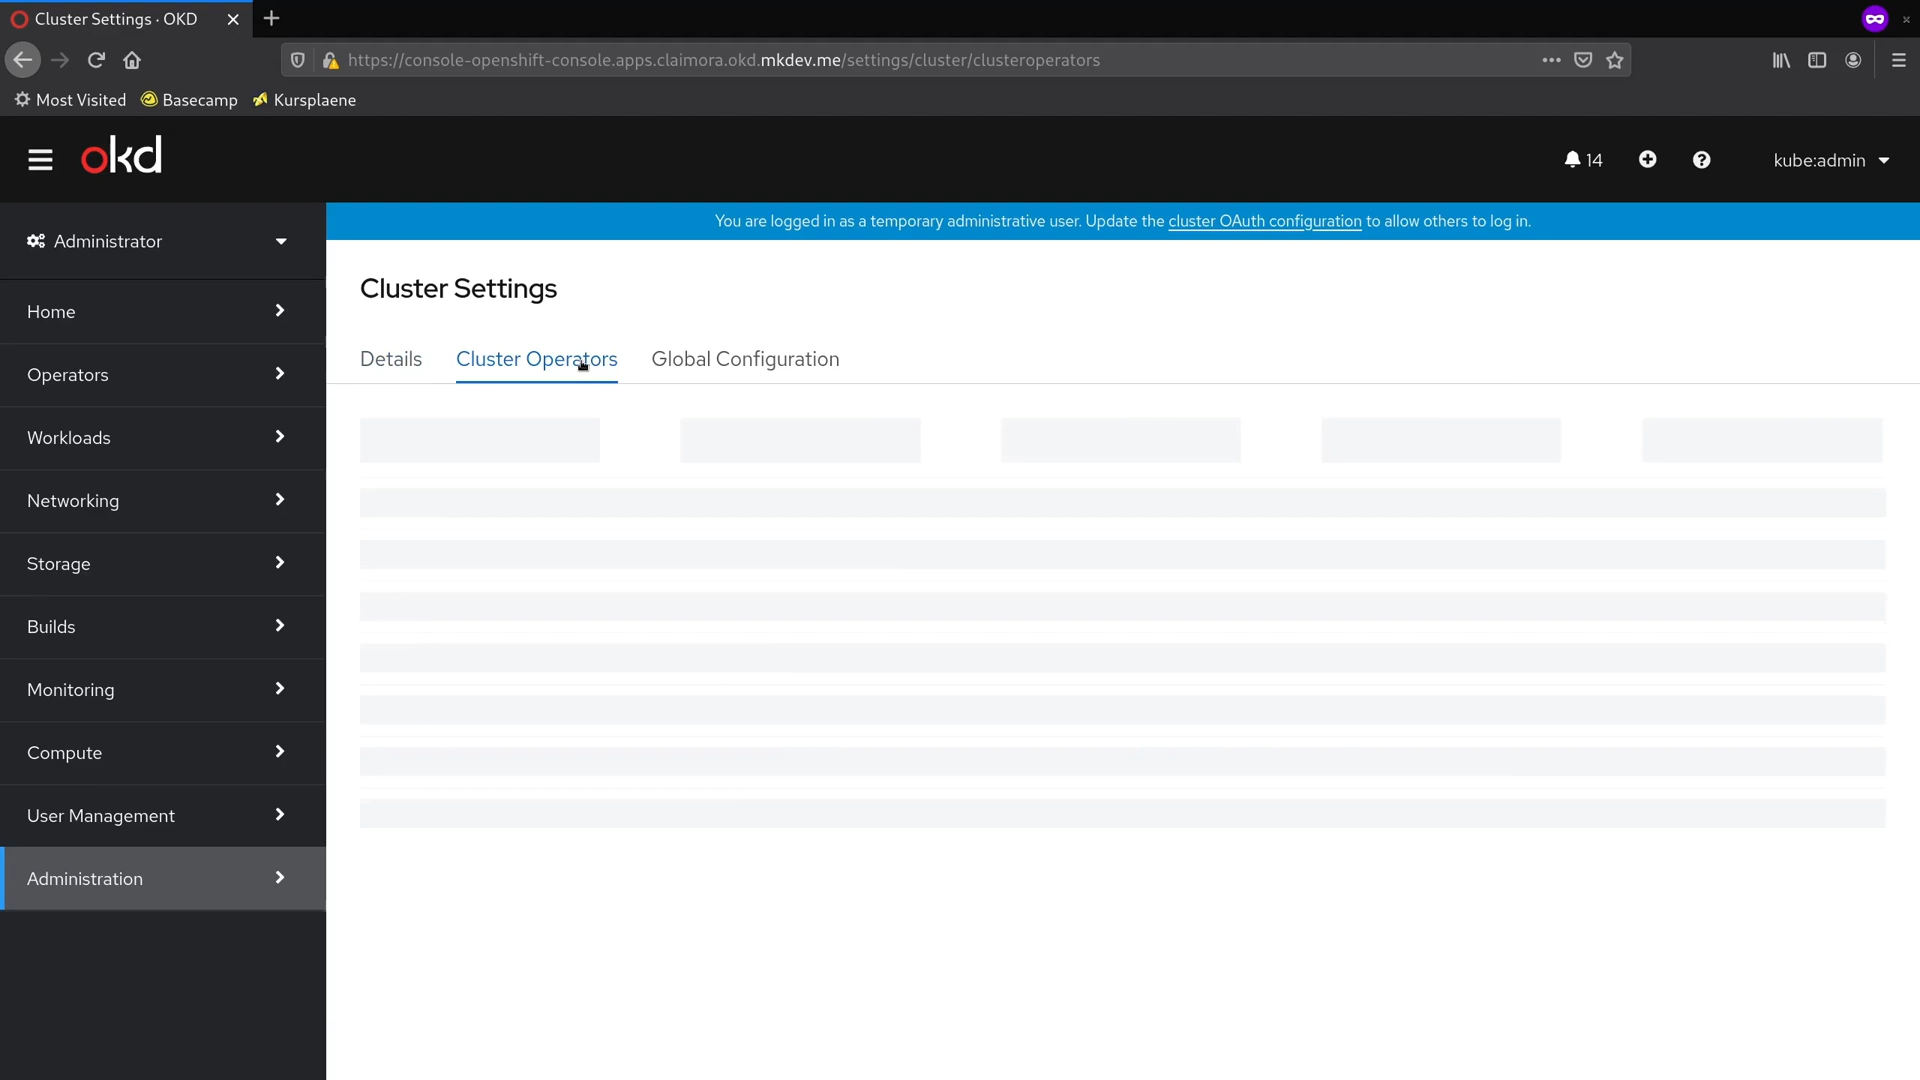 Cluster Settings · OKD
https://console-openshift-console.apps.claimora.okd.mkdev.me/settings/cluster/clusteroperators
Most Visited Basecamp Kursplaene
okd
14
kube:admin
Administrator
You are logged in as a temporary administrative user. Update the cluster OAuth configuration to allow others to log in.
Home
Operators
Workloads
Networking
Storage
Builds
Monitoring
Compute
User Management
Administration
Cluster Settings
Details Cluster Operators Global Configuration